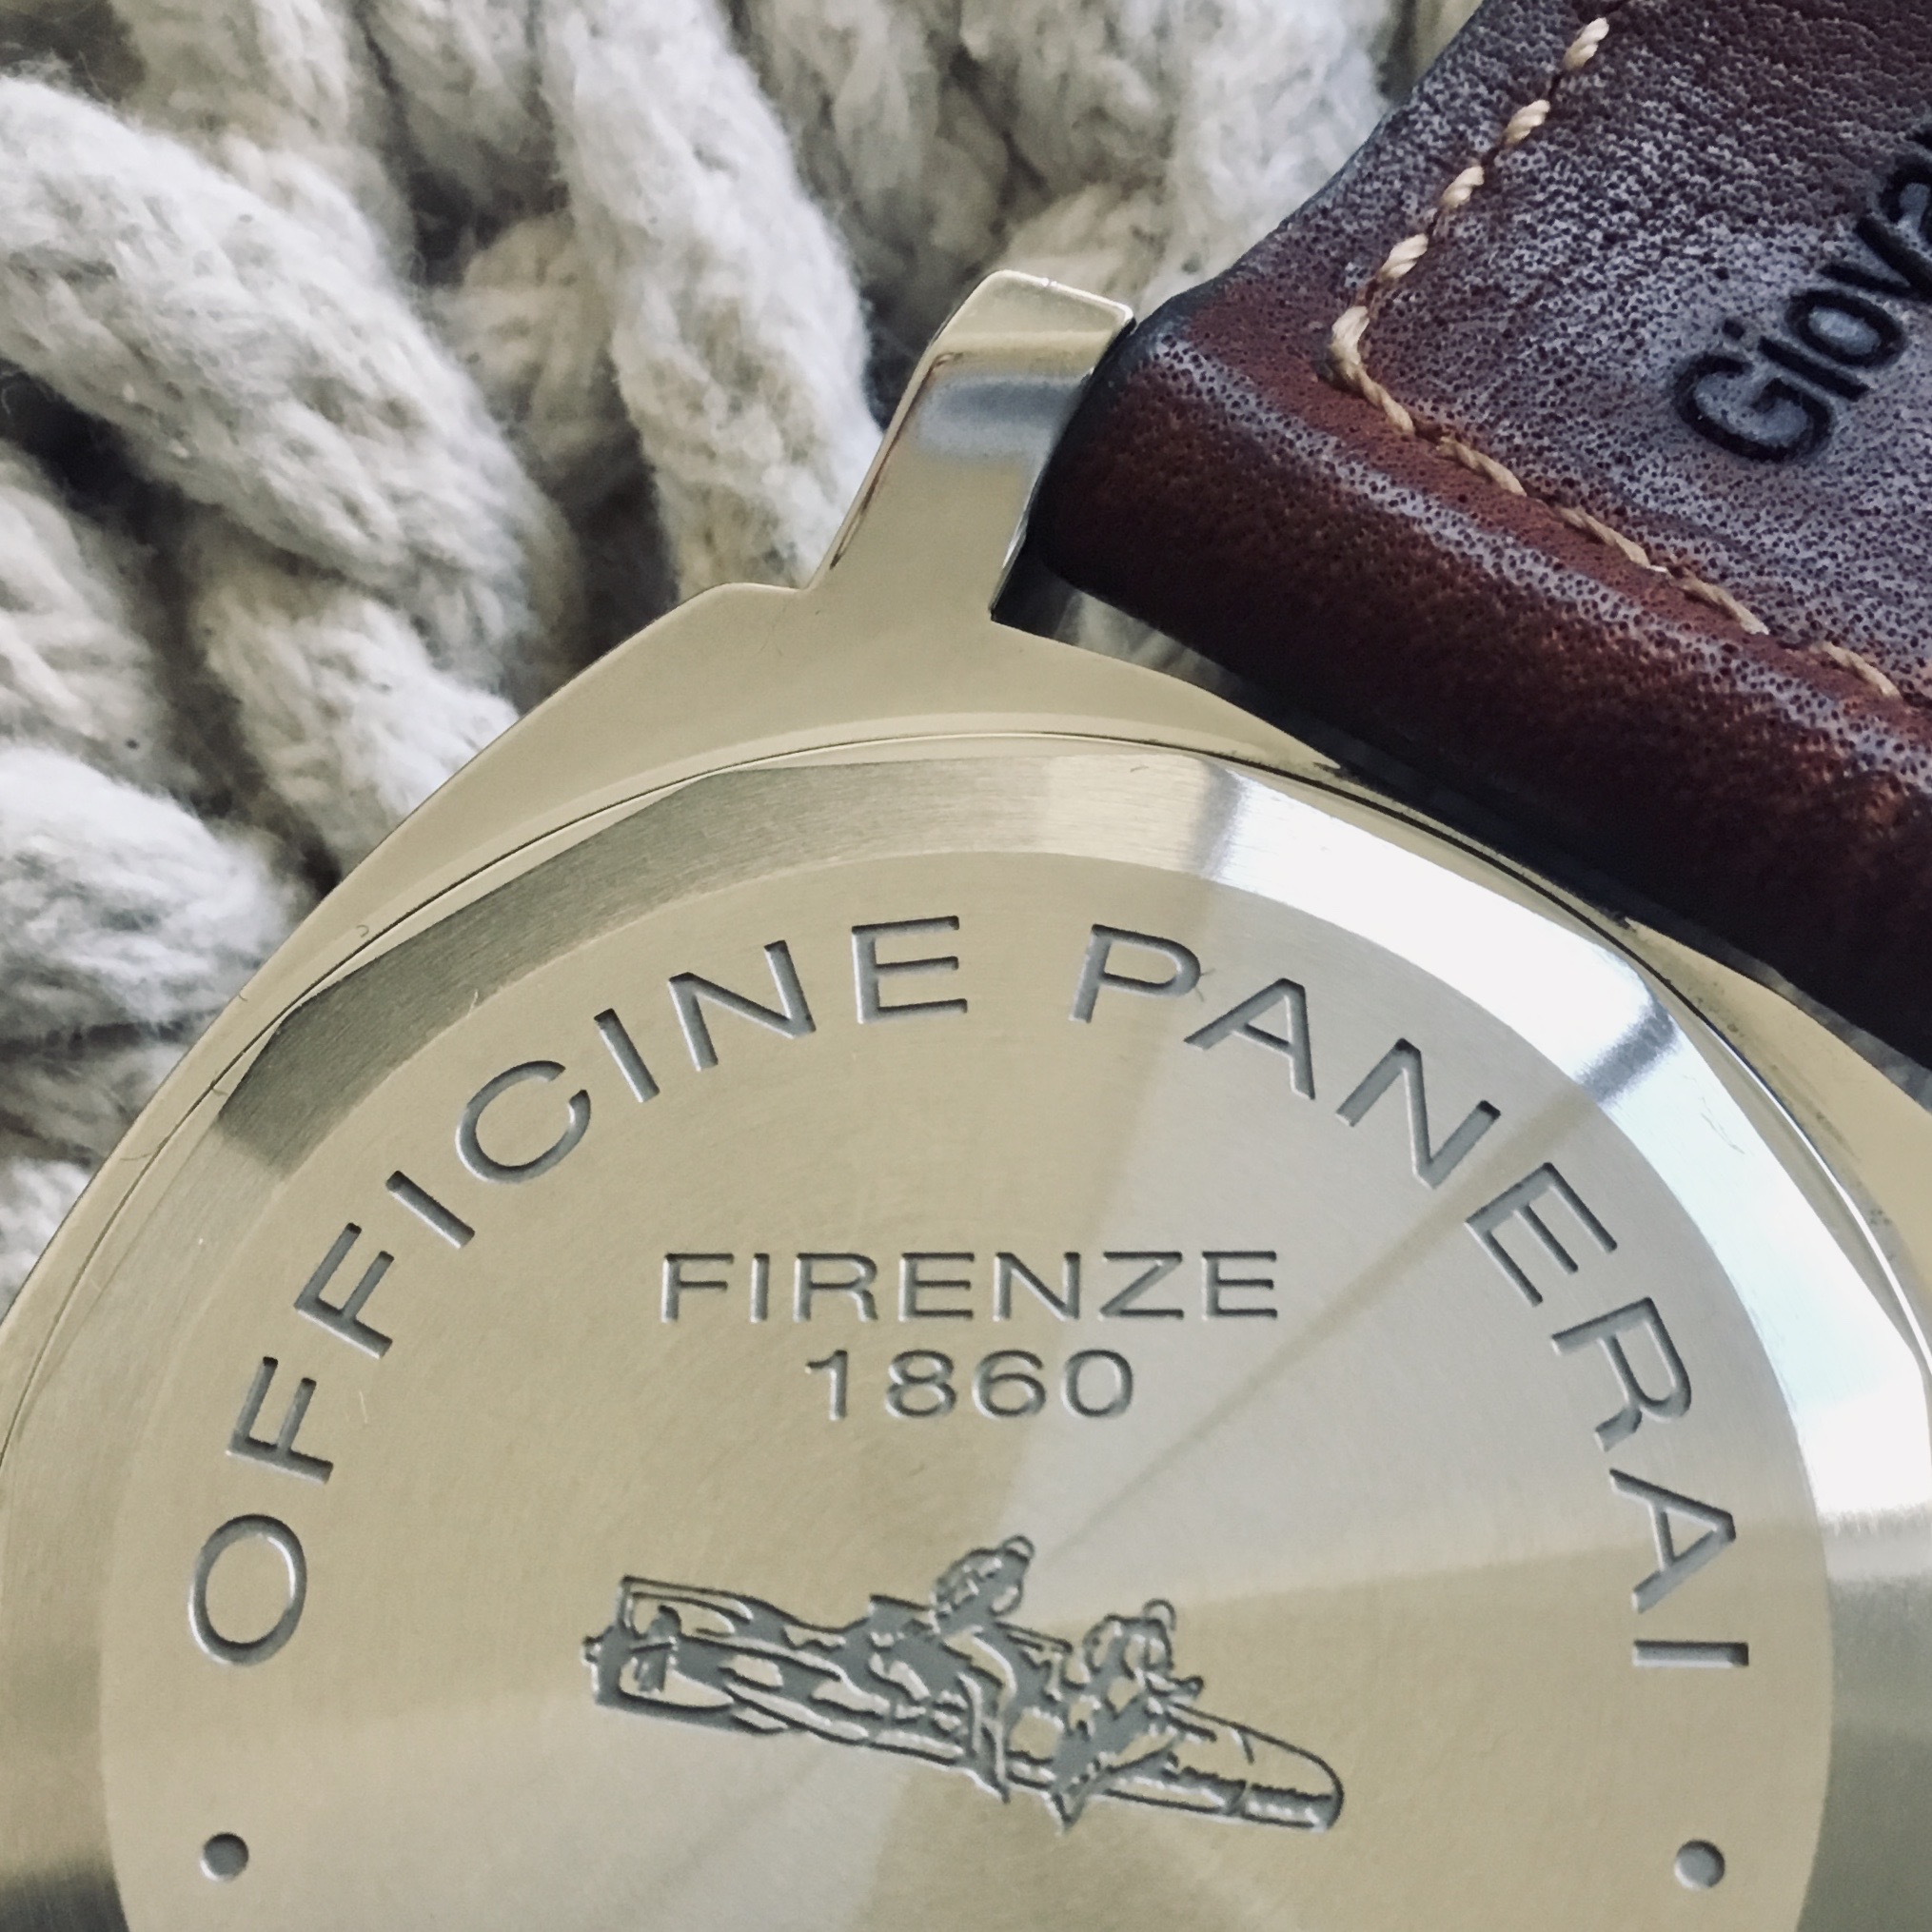 OFFICINE PANERAI
FIRENZE
1860